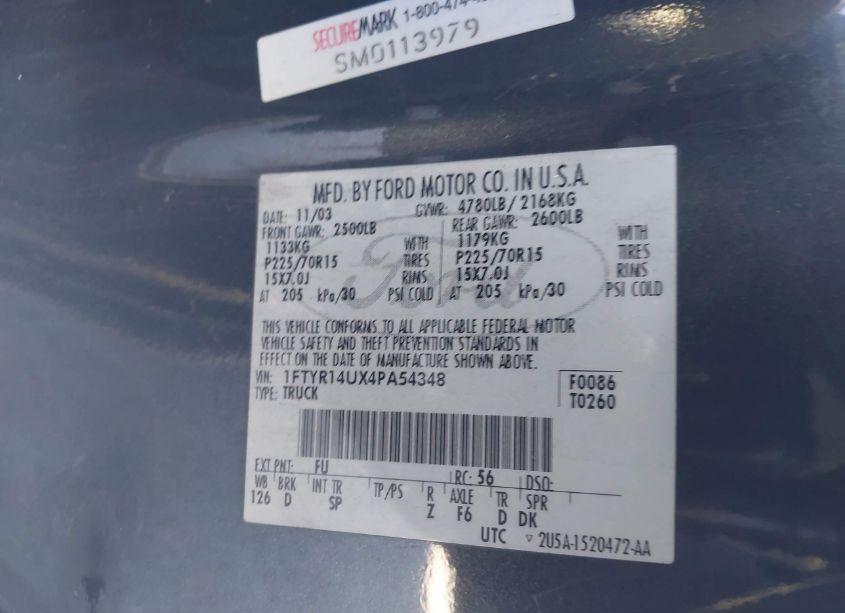 SECUREMARK 1-800-474-
SM0113979
MFD. BY FORD MOTOR CO. IN U.S.A.
DATE: 11/03 GVWR: 4780LB/ 2168KG
FRONT GAWR: 2500LB REAR GAWR: 2600LB
1133KG WITH 1179KG WITH
P225/70R15 TIRES P225/70R15 TIRES
15X7.0J RIMS 15X7.0J RIMS
AT 205 kPa/30 PSI COLD AT 205 kPa/30 PSI COLD
Ford
THIS VEHICLE CONFORMS TO ALL APPLICABLE FEDERAL MOTOR
VEHICLE SAFETY AND THEFT PREVENTION STANDARDS IN
EFFECT ON THE DATE OF MANUFACTURE SHOWN ABOVE.
VIN: 1FTYR14UX4PA54348 F0086
TYPE: TRUCK T0260
EXT PNT: FU RC: 56 DSO:
WB BRK INT TR TP/PS R AXLE TR SPR
126 D SP Z F6 D DK
UTC ▽ 2U5A-1520472-AA